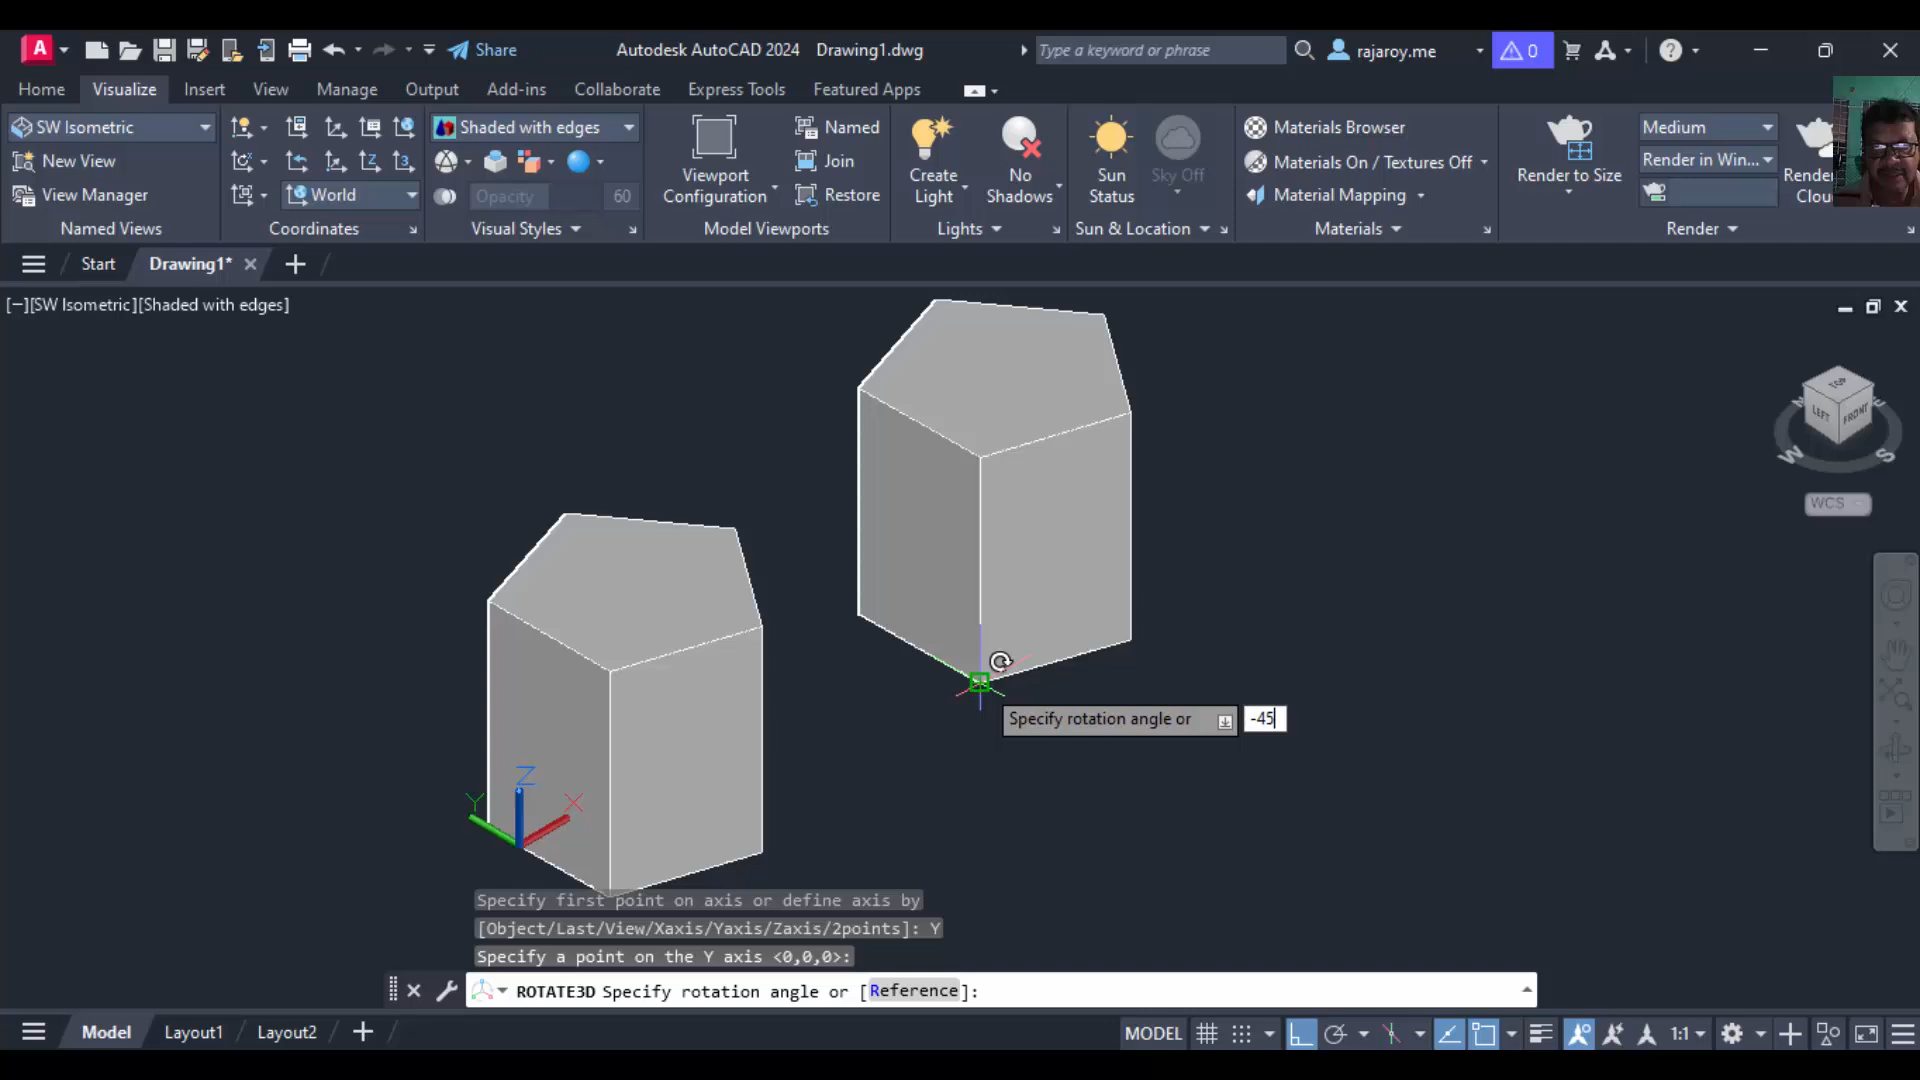 A Share Autodesk AutoCAD 2024 Drawing1.dwg Type a keyword or phrase rajaroy.me 0
Home Visualize Insert View Manage Output Add-ins Collaborate Express Tools Featured Apps
SW Isometric
New View
View Manager
Named Views
World
Coordinates
Shaded with edges
Opacity 60
Visual Styles
Viewport
Configuration
Named
Join
Restore
Model Viewports
Create
Light
No
Shadows
Lights
Sun
Status
Sky Off
Sun & Location
Materials Browser
Materials On / Textures Off
Material Mapping
Materials
Render to Size
Medium
Render in Win...
Render
Start Drawing1*
[−][SW Isometric][Shaded with edges]
TOP
LEFT FRONT
W S
WCS
Specify rotation angle or -45
Z
Y X
Specify first point on axis or define axis by
[Object/Last/View/Xaxis/Yaxis/Zaxis/2points]: Y
Specify a point on the Y axis <0,0,0>:
ROTATE3D Specify rotation angle or [Reference]:
Model Layout1 Layout2 MODEL 1:1